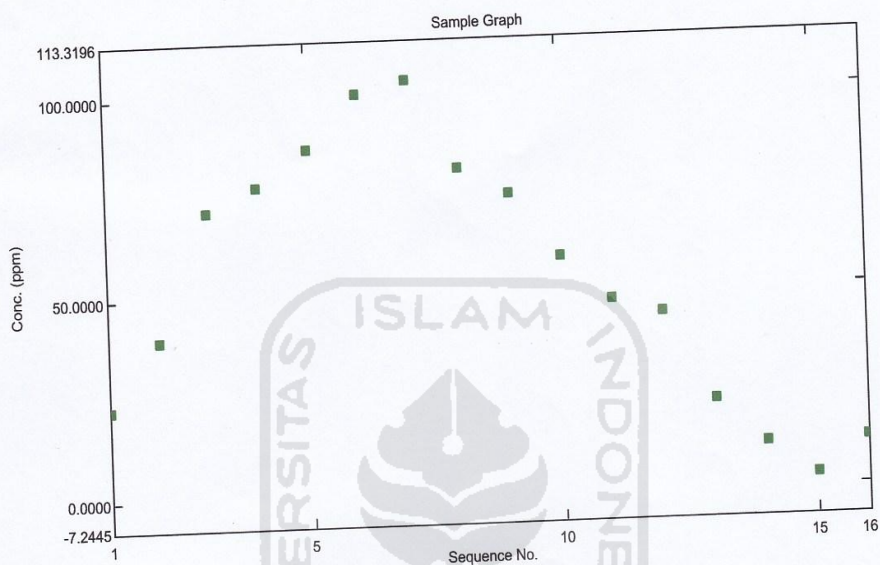 Sample Graph
113.3196
100.0000
50.0000
0.0000
-7.2445
Conc. (ppm)
1
5
10
15
16
Sequence No.
ISLAM
ERSITAS
INDONE